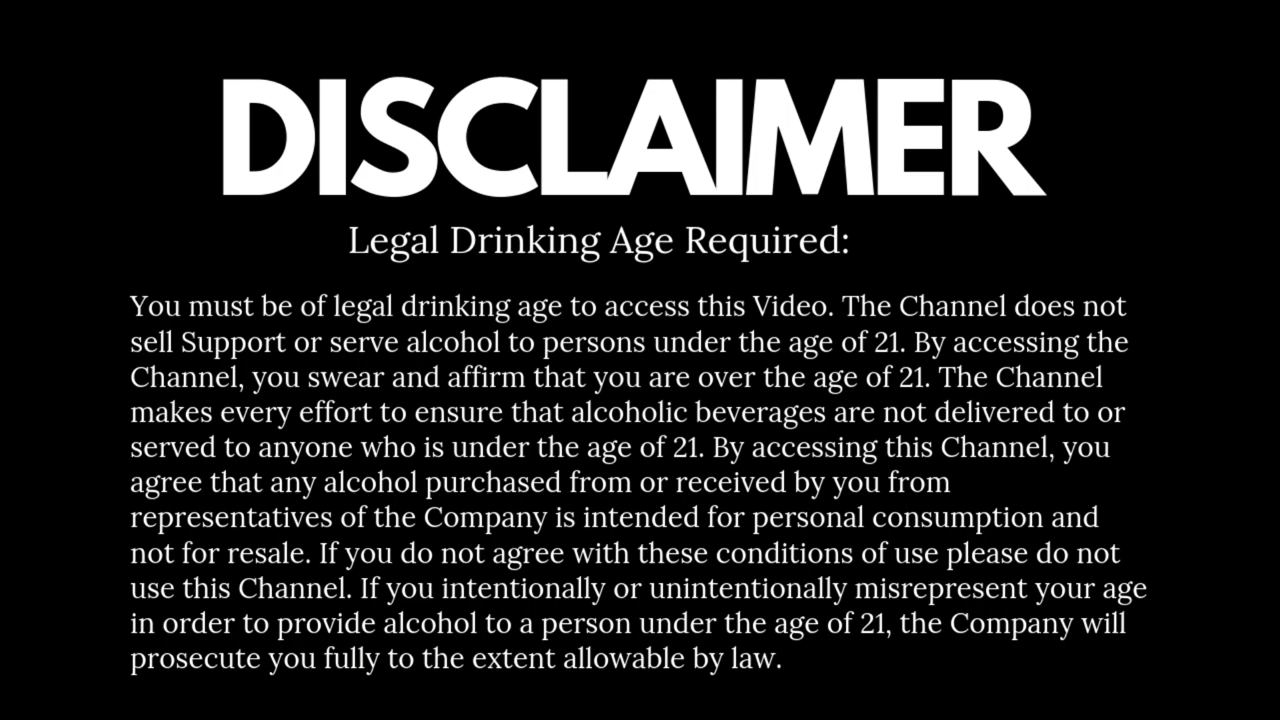 DISCLAIMER
Legal Drinking Age Required:
You must be of legal drinking age to access this Video. The Channel does not
sell Support or serve alcohol to persons under the age of 21. By accessing the
Channel, you swear and affirm that you are over the age of 21. The Channel
makes every effort to ensure that alcoholic beverages are not delivered to or
served to anyone who is under the age of 21. By accessing this Channel, you
agree that any alcohol purchased from or received by you from
representatives of the Company is intended for personal consumption and
not for resale. If you do not agree with these conditions of use please do not
use this Channel. If you intentionally or unintentionally misrepresent your age
in order to provide alcohol to a person under the age of 21, the Company will
prosecute you fully to the extent allowable by law.